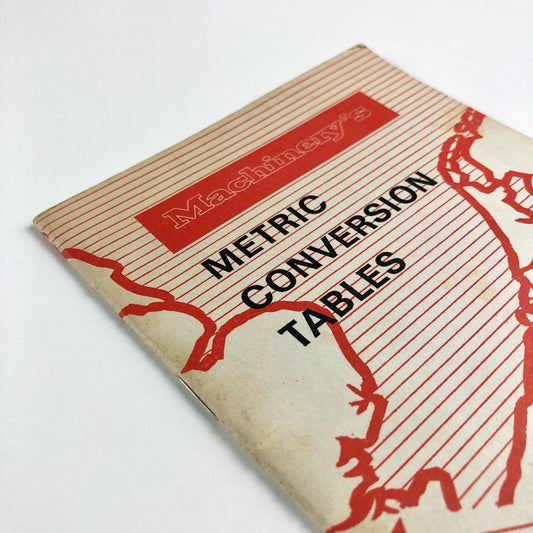 Machinery's
METRIC
CONVERSION
TABLES